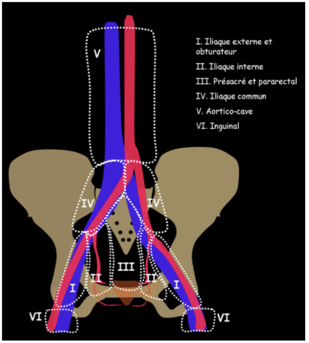 V
I. Iliaque externe et
obturateur
II. Iliaque interne
III. Présacré et pararectal
IV. Iliaque commun
V. Aortico-cave
VI. Inguinal
IV IV
III
II II
I I
VI VI